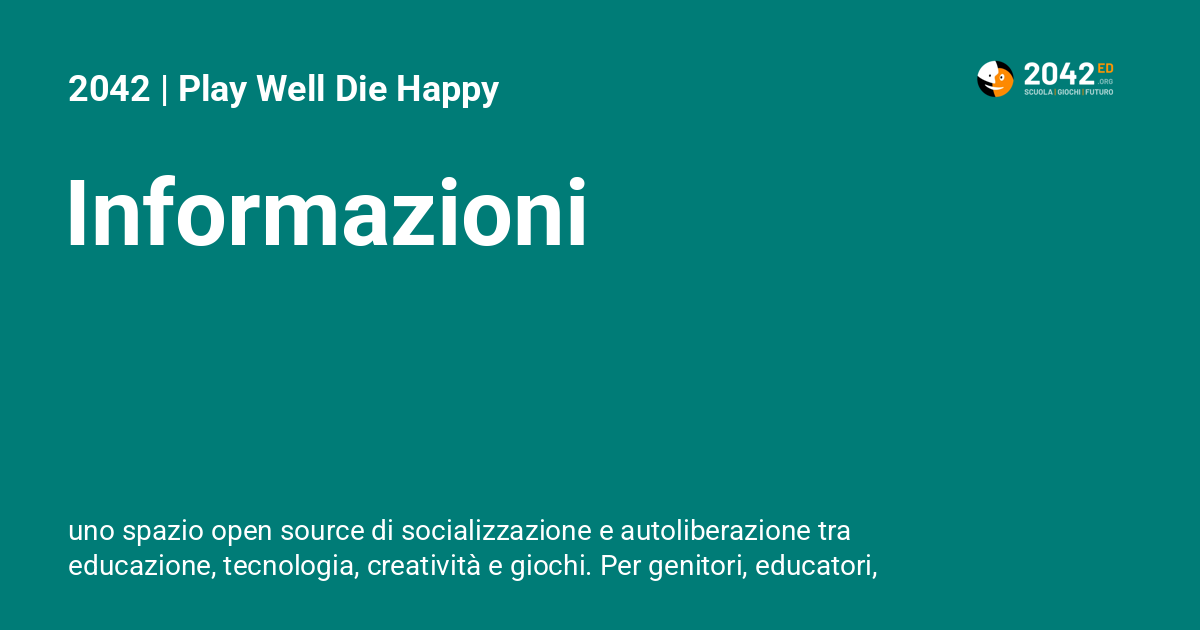 2042 | Play Well Die Happy
2042 ED
.ORG
SCUOLA | GIOCHI | FUTURO
Informazioni
uno spazio open source di socializzazione e autoliberazione tra
educazione, tecnologia, creatività e giochi. Per genitori, educatori,